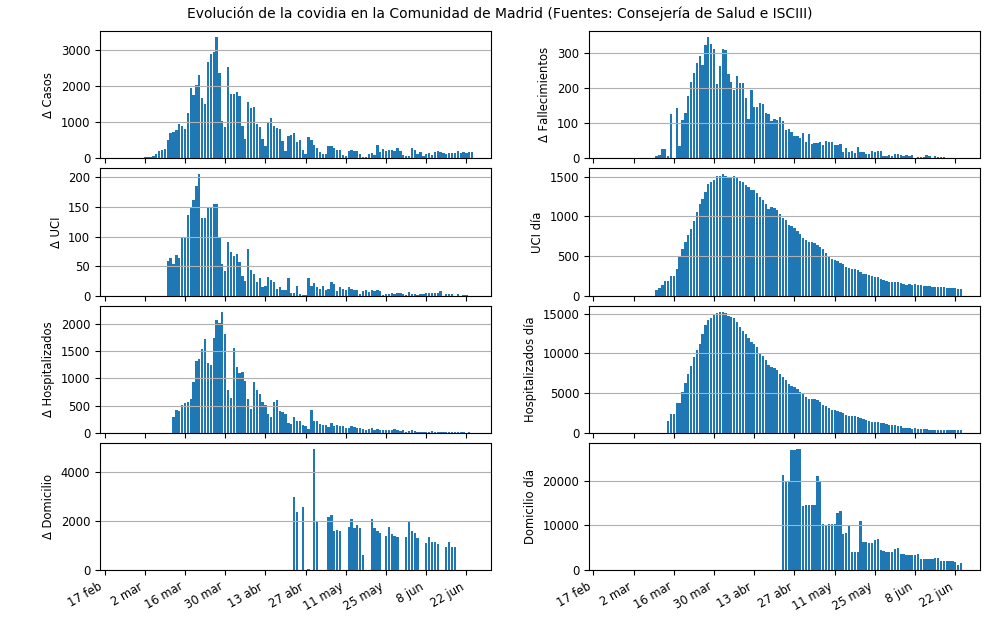 Evolución de la covidia en la Comunidad de Madrid (Fuentes: Consejería de Salud e ISCIII)
Δ Casos
3000
2000
1000
0
Δ Fallecimientos
300
200
100
0
Δ UCI
200
150
100
50
0
UCI día
1500
1000
500
0
Δ Hospitalizados
2000
1500
1000
500
0
Hospitalizados día
15000
10000
5000
0
Δ Domicilio
4000
2000
0
Domicilio día
20000
10000
0
17 feb 2 mar 16 mar 30 mar 13 abr 27 abr 11 may 25 may 8 jun 22 jun
17 feb 2 mar 16 mar 30 mar 13 abr 27 abr 11 may 25 may 8 jun 22 jun